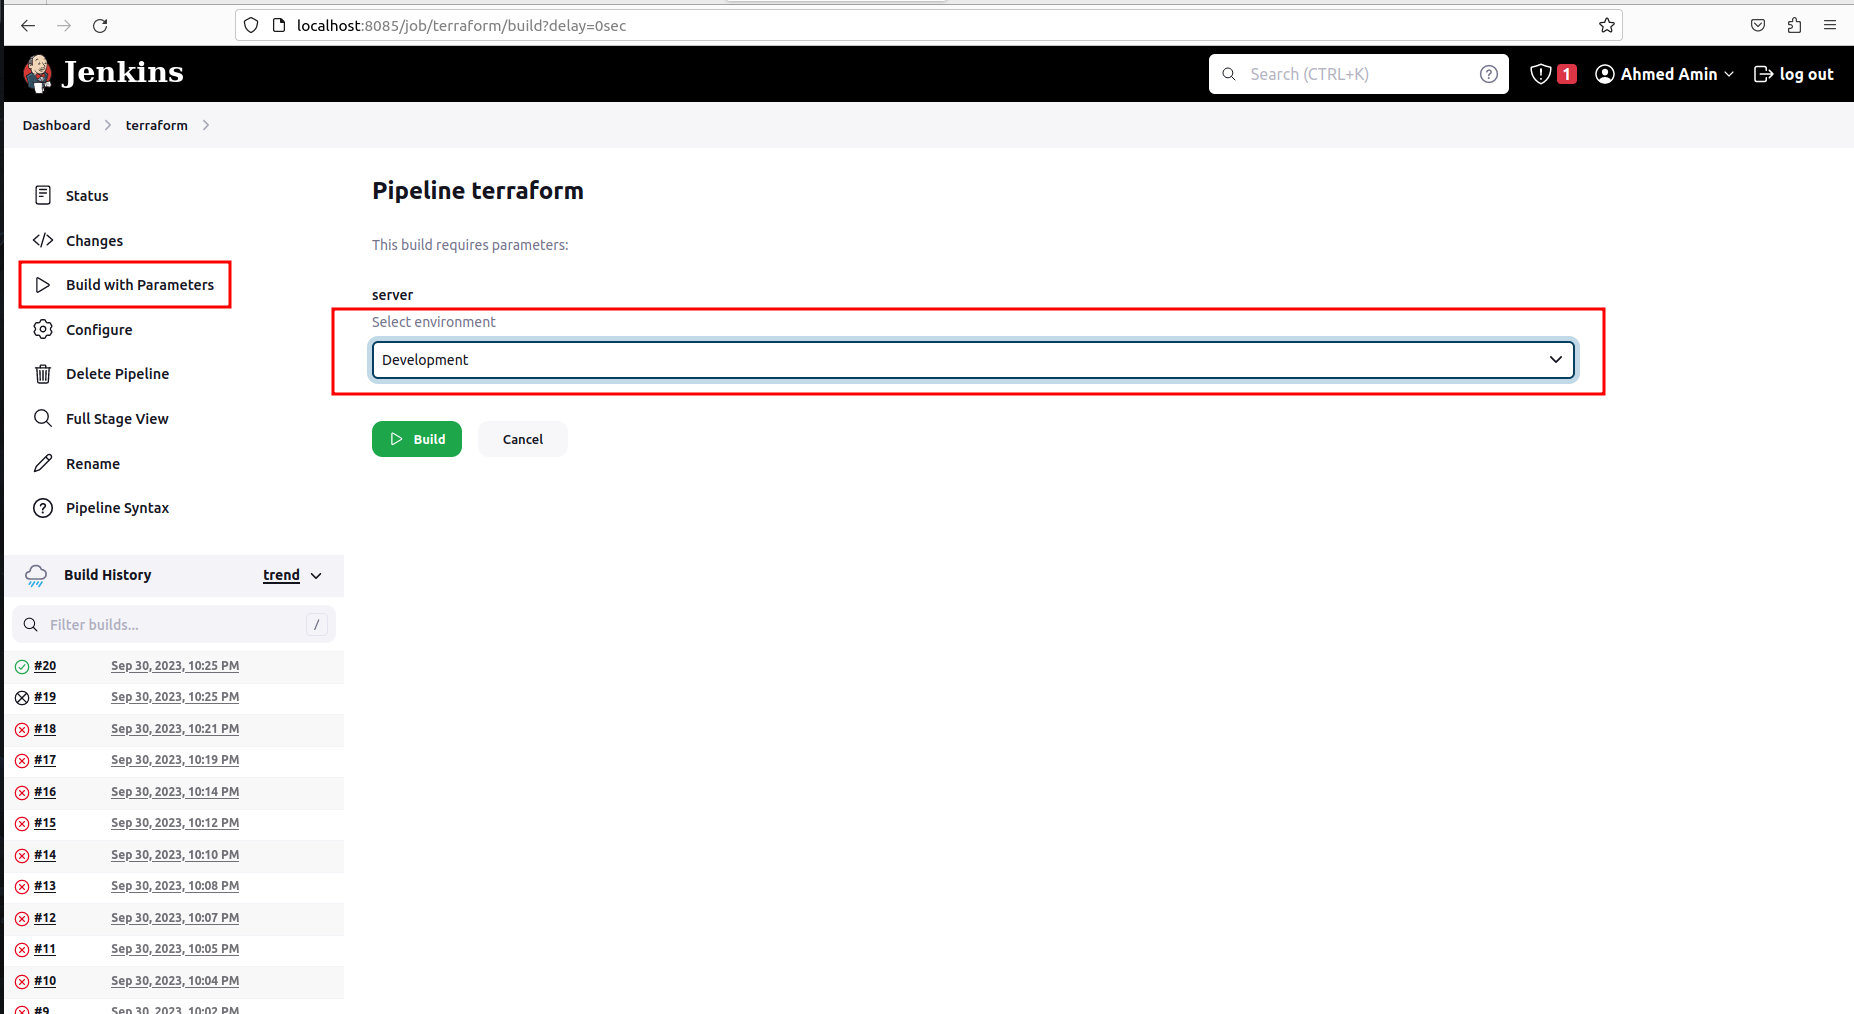 localhost:8085/job/terraform/build?delay=0sec
Jenkins
Search (CTRL+K)
1
Ahmed Amin
log out
Dashboard
terraform
Status
Changes
Build with Parameters
Configure
Delete Pipeline
Full Stage View
Rename
Pipeline Syntax
Pipeline terraform
This build requires parameters:
server
Select environment
Development
Build
Cancel
Build History
trend
Filter builds...
/
#20 Sep 30, 2023, 10:25 PM
#19 Sep 30, 2023, 10:25 PM
#18 Sep 30, 2023, 10:21 PM
#17 Sep 30, 2023, 10:19 PM
#16 Sep 30, 2023, 10:14 PM
#15 Sep 30, 2023, 10:12 PM
#14 Sep 30, 2023, 10:10 PM
#13 Sep 30, 2023, 10:08 PM
#12 Sep 30, 2023, 10:07 PM
#11 Sep 30, 2023, 10:05 PM
#10 Sep 30, 2023, 10:04 PM
#9 Sep 30, 2023, 10:02 PM